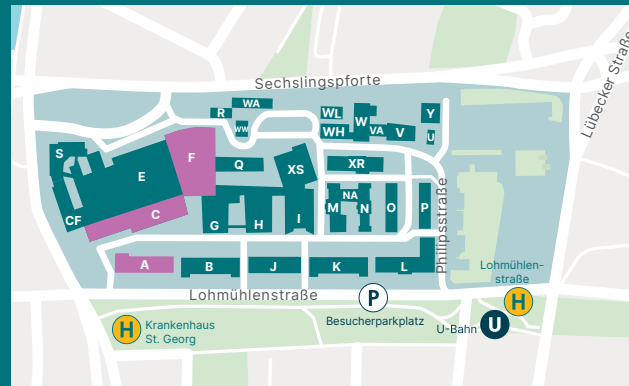 Sechslingspforte
Lübecker Straße
WA
R
WW
WL
W
WH
VA
V
Y
U
S
E
F
Q
XS
XR
NA
M
N
O
P
CF
C
G
H
I
A
B
J
K
L
Philipsstraße
Lohmühlen-
straße
H
Lohmühlenstraße
P
Besucherparkplatz
U-Bahn
U
H
Krankenhaus
St. Georg